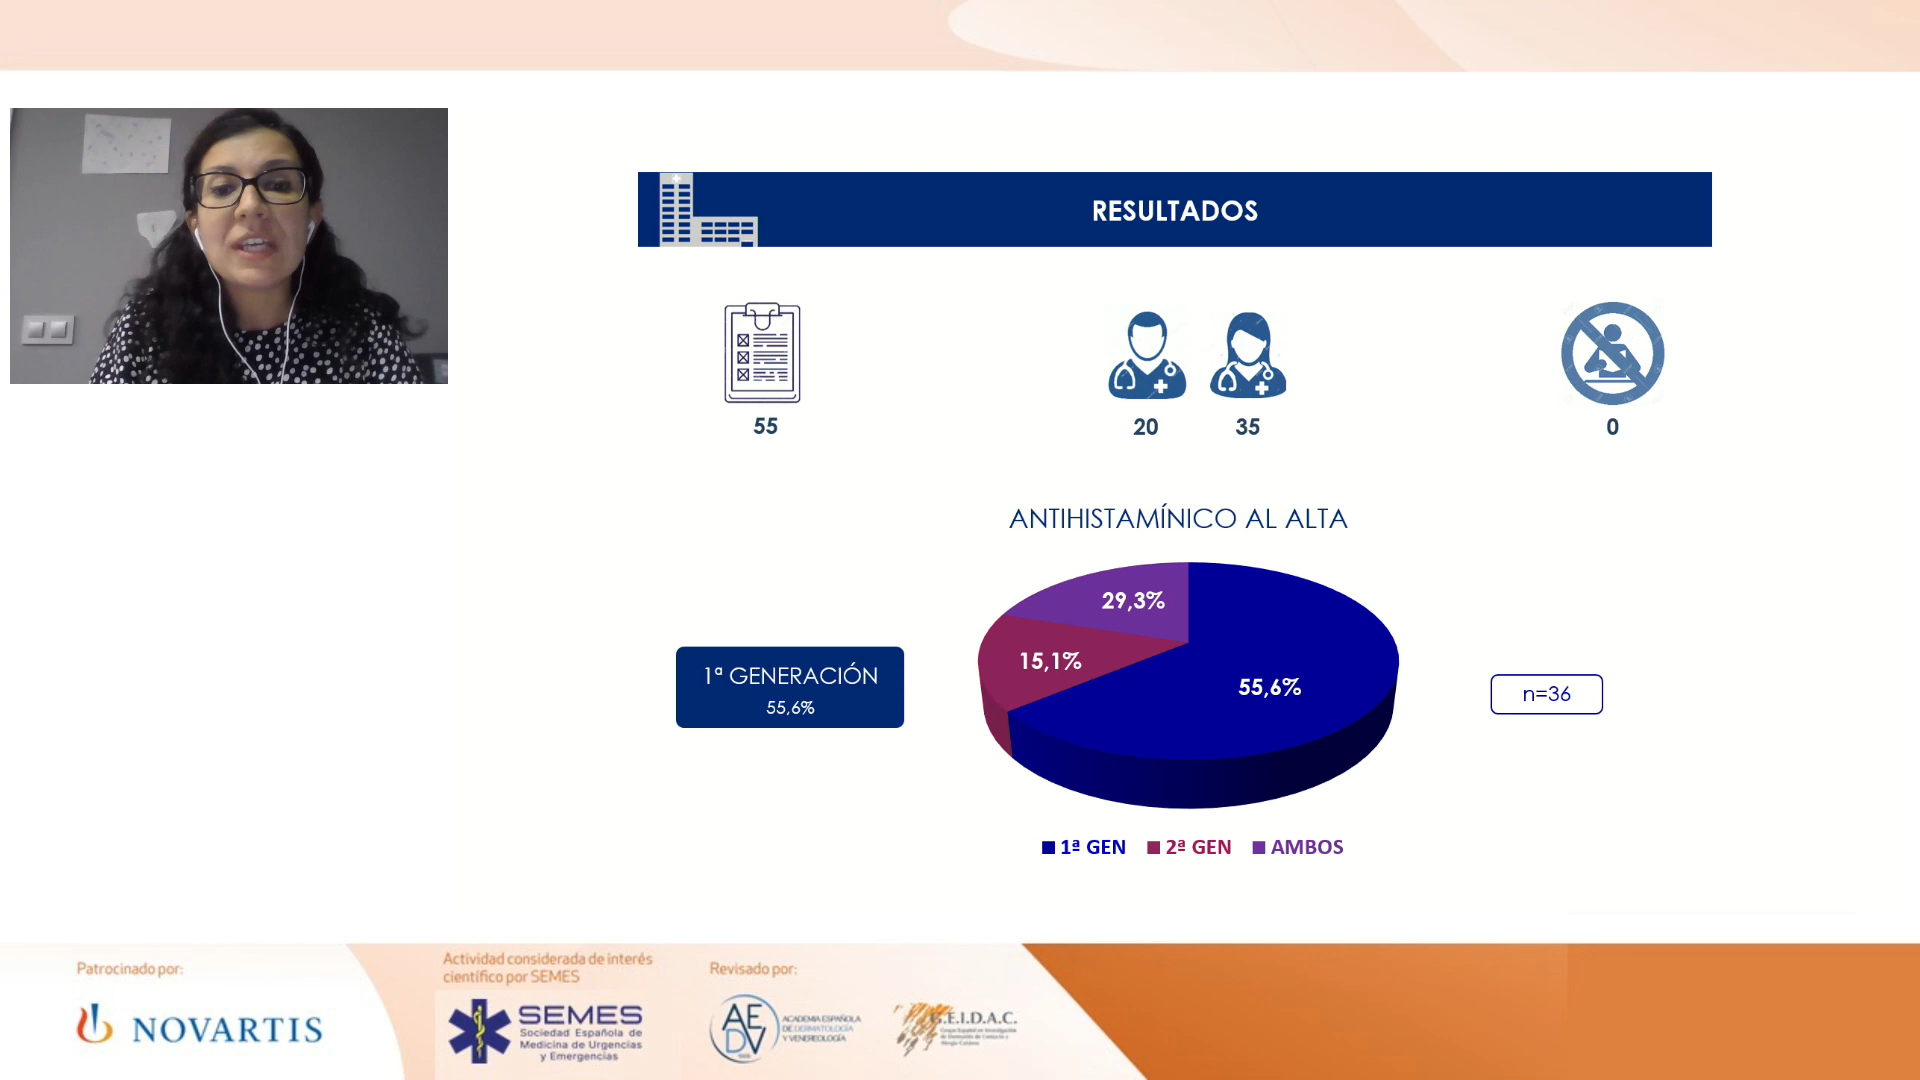 RESULTADOS
55
20
35
0
ANTIHISTAMÍNICO AL ALTA
29,3%
15,1%
55,6%
1ª GENERACIÓN
55,6%
n=36
1ª GEN
2ª GEN
AMBOS
Patrocinado por:
NOVARTIS
Actividad considerada de interés
científico por SEMES
SEMES
Sociedad Española de
Medicina de Urgencias
y Emergencias
Revisado por:
AEDV
ACADEMIA ESPAÑOLA
DE DERMATOLOGÍA
Y VENEREOLOGÍA
G.E.I.D.A.C.